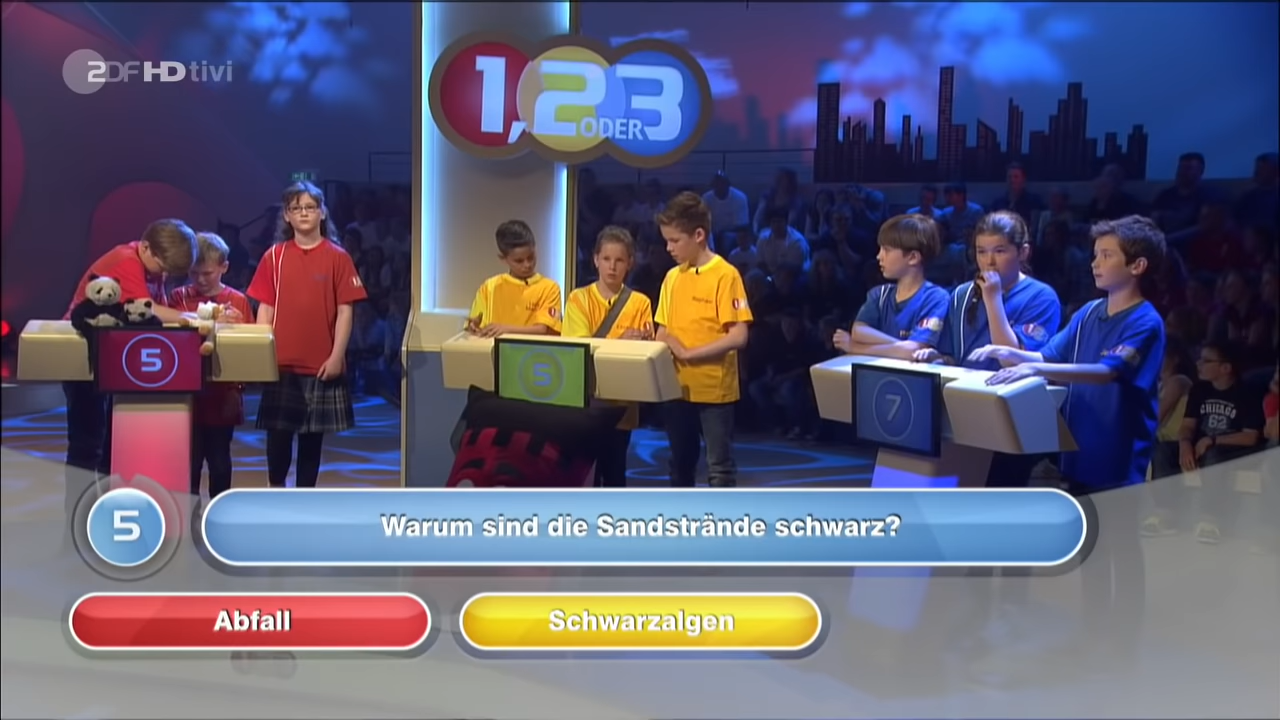 ZDF HD tivi
1, 2 ODER 3
5
5
7
CHICAGO
62
5
Warum sind die Sandstrände schwarz?
Abfall
Schwarzalgen